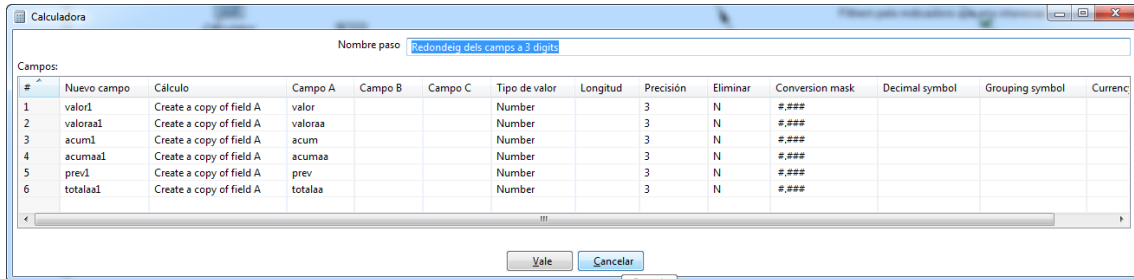 Calculadora
Nombre paso Redondeig dels camps a 3 digits
Campos:
# Nuevo campo Cálculo Campo A Campo B Campo C Tipo de valor Longitud Precisión Eliminar Conversion mask Decimal symbol Grouping symbol Currenc
1 valor1 Create a copy of field A valor Number 3 N #,###
2 valoraa1 Create a copy of field A valoraa Number 3 N #,###
3 acum1 Create a copy of field A acum Number 3 N #,###
4 acumaa1 Create a copy of field A acumaa Number 3 N #,###
5 prev1 Create a copy of field A prev Number 3 N #,###
6 totalaa1 Create a copy of field A totalaa Number 3 N #,###
Vale Cancelar